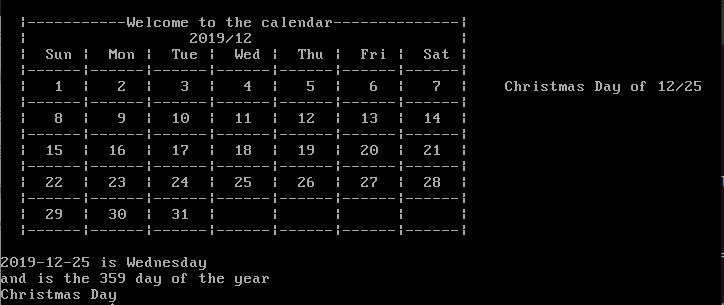 ¦-----------Welcome to the calendar-------------¦
¦ 2019/12 ¦
¦ Sun ¦ Mon ¦ Tue ¦ Wed ¦ Thu ¦ Fri ¦ Sat ¦
¦ 1 ¦ 2 ¦ 3 ¦ 4 ¦ 5 ¦ 6 ¦ 7 ¦ Christmas Day of 12/25
¦ 8 ¦ 9 ¦ 10 ¦ 11 ¦ 12 ¦ 13 ¦ 14 ¦
¦ 15 ¦ 16 ¦ 17 ¦ 18 ¦ 19 ¦ 20 ¦ 21 ¦
¦ 22 ¦ 23 ¦ 24 ¦ 25 ¦ 26 ¦ 27 ¦ 28 ¦
¦ 29 ¦ 30 ¦ 31 ¦ ¦ ¦ ¦ ¦
2019-12-25 is Wednesday
and is the 359 day of the year
Christmas Day